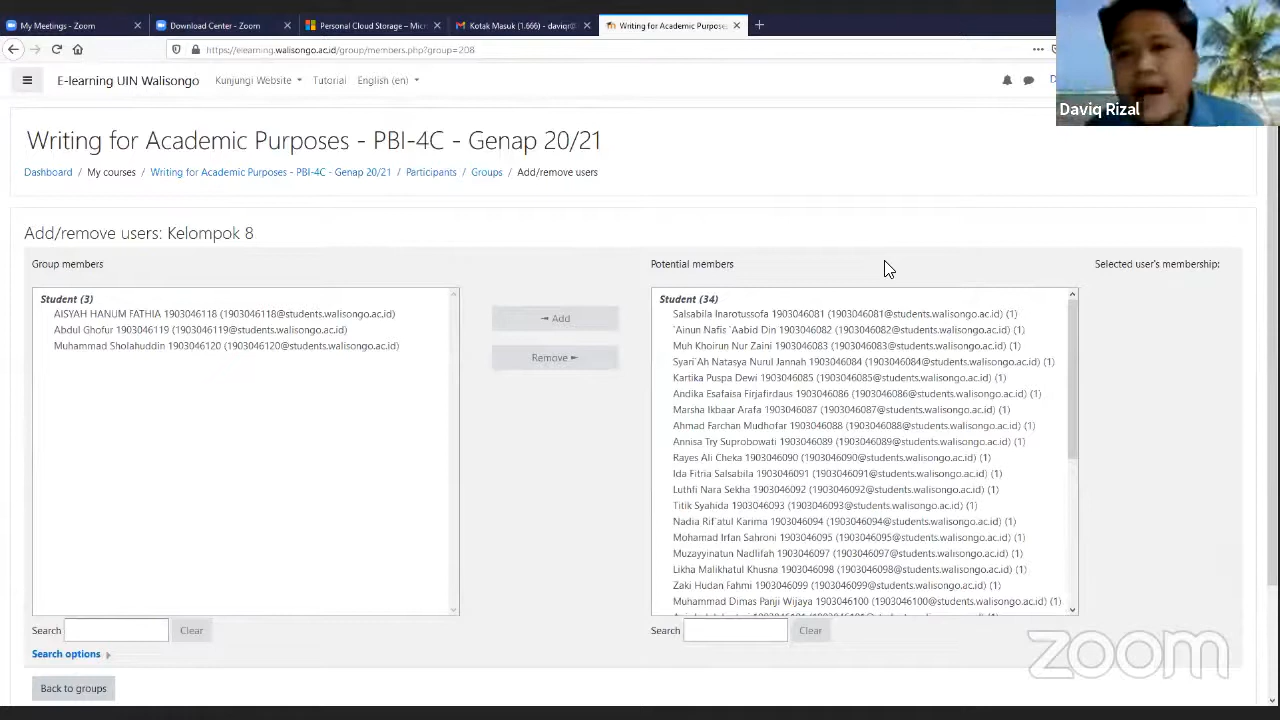 My Meetings - Zoom
Download Center - Zoom
Personal Cloud Storage – Micr
Kotak Masuk (1.666) - daviqr@
Writing for Academic Purposes
https://elearning.walisongo.ac.id/group/members.php?group=208
E-learning UIN Walisongo
Kunjungi Website
Tutorial
English (en)
Daviq Rizal
Writing for Academic Purposes - PBI-4C - Genap 20/21
Dashboard / My courses / Writing for Academic Purposes - PBI-4C - Genap 20/21 / Participants / Groups / Add/remove users
Add/remove users: Kelompok 8
Group members
Student (3)
AISYAH HANUM FATHIA 1903046118 (1903046118@students.walisongo.ac.id)
Abdul Ghofur 1903046119 (1903046119@students.walisongo.ac.id)
Muhammad Sholahuddin 1903046120 (1903046120@students.walisongo.ac.id)
Add
Remove
Potential members
Student (34)
Salsabila Inarotussofa 1903046081 (1903046081@students.walisongo.ac.id) (1)
`Ainun Nafis `Aabid Din 1903046082 (1903046082@students.walisongo.ac.id) (1)
Muh Khoirun Nur Zaini 1903046083 (1903046083@students.walisongo.ac.id) (1)
Syari`Ah Natasya Nurul Jannah 1903046084 (1903046084@students.walisongo.ac.id) (1)
Kartika Puspa Dewi 1903046085 (1903046085@students.walisongo.ac.id) (1)
Andika Esafaisa Firjafirdaus 1903046086 (1903046086@students.walisongo.ac.id) (1)
Marsha Ikbaar Arafa 1903046087 (1903046087@students.walisongo.ac.id) (1)
Ahmad Farchan Mudhofar 1903046088 (1903046088@students.walisongo.ac.id) (1)
Annisa Try Suprobowati 1903046089 (1903046089@students.walisongo.ac.id) (1)
Rayes Ali Cheka 1903046090 (1903046090@students.walisongo.ac.id) (1)
Ida Fitria Salsabila 1903046091 (1903046091@students.walisongo.ac.id) (1)
Luthfi Nara Sekha 1903046092 (1903046092@students.walisongo.ac.id) (1)
Titik Syahida 1903046093 (1903046093@students.walisongo.ac.id) (1)
Nadia Rif`atul Karima 1903046094 (1903046094@students.walisongo.ac.id) (1)
Mohamad Irfan Sahroni 1903046095 (1903046095@students.walisongo.ac.id) (1)
Muzayyinatun Nadlifah 1903046097 (1903046097@students.walisongo.ac.id) (1)
Likha Malikhatul Khusna 1903046098 (1903046098@students.walisongo.ac.id) (1)
Zaki Hudan Fahmi 1903046099 (1903046099@students.walisongo.ac.id) (1)
Muhammad Dimas Panji Wijaya 1903046100 (1903046100@students.walisongo.ac.id) (1)
Selected user's membership:
Search
Clear
Search
Clear
Search options
Back to groups
zoom